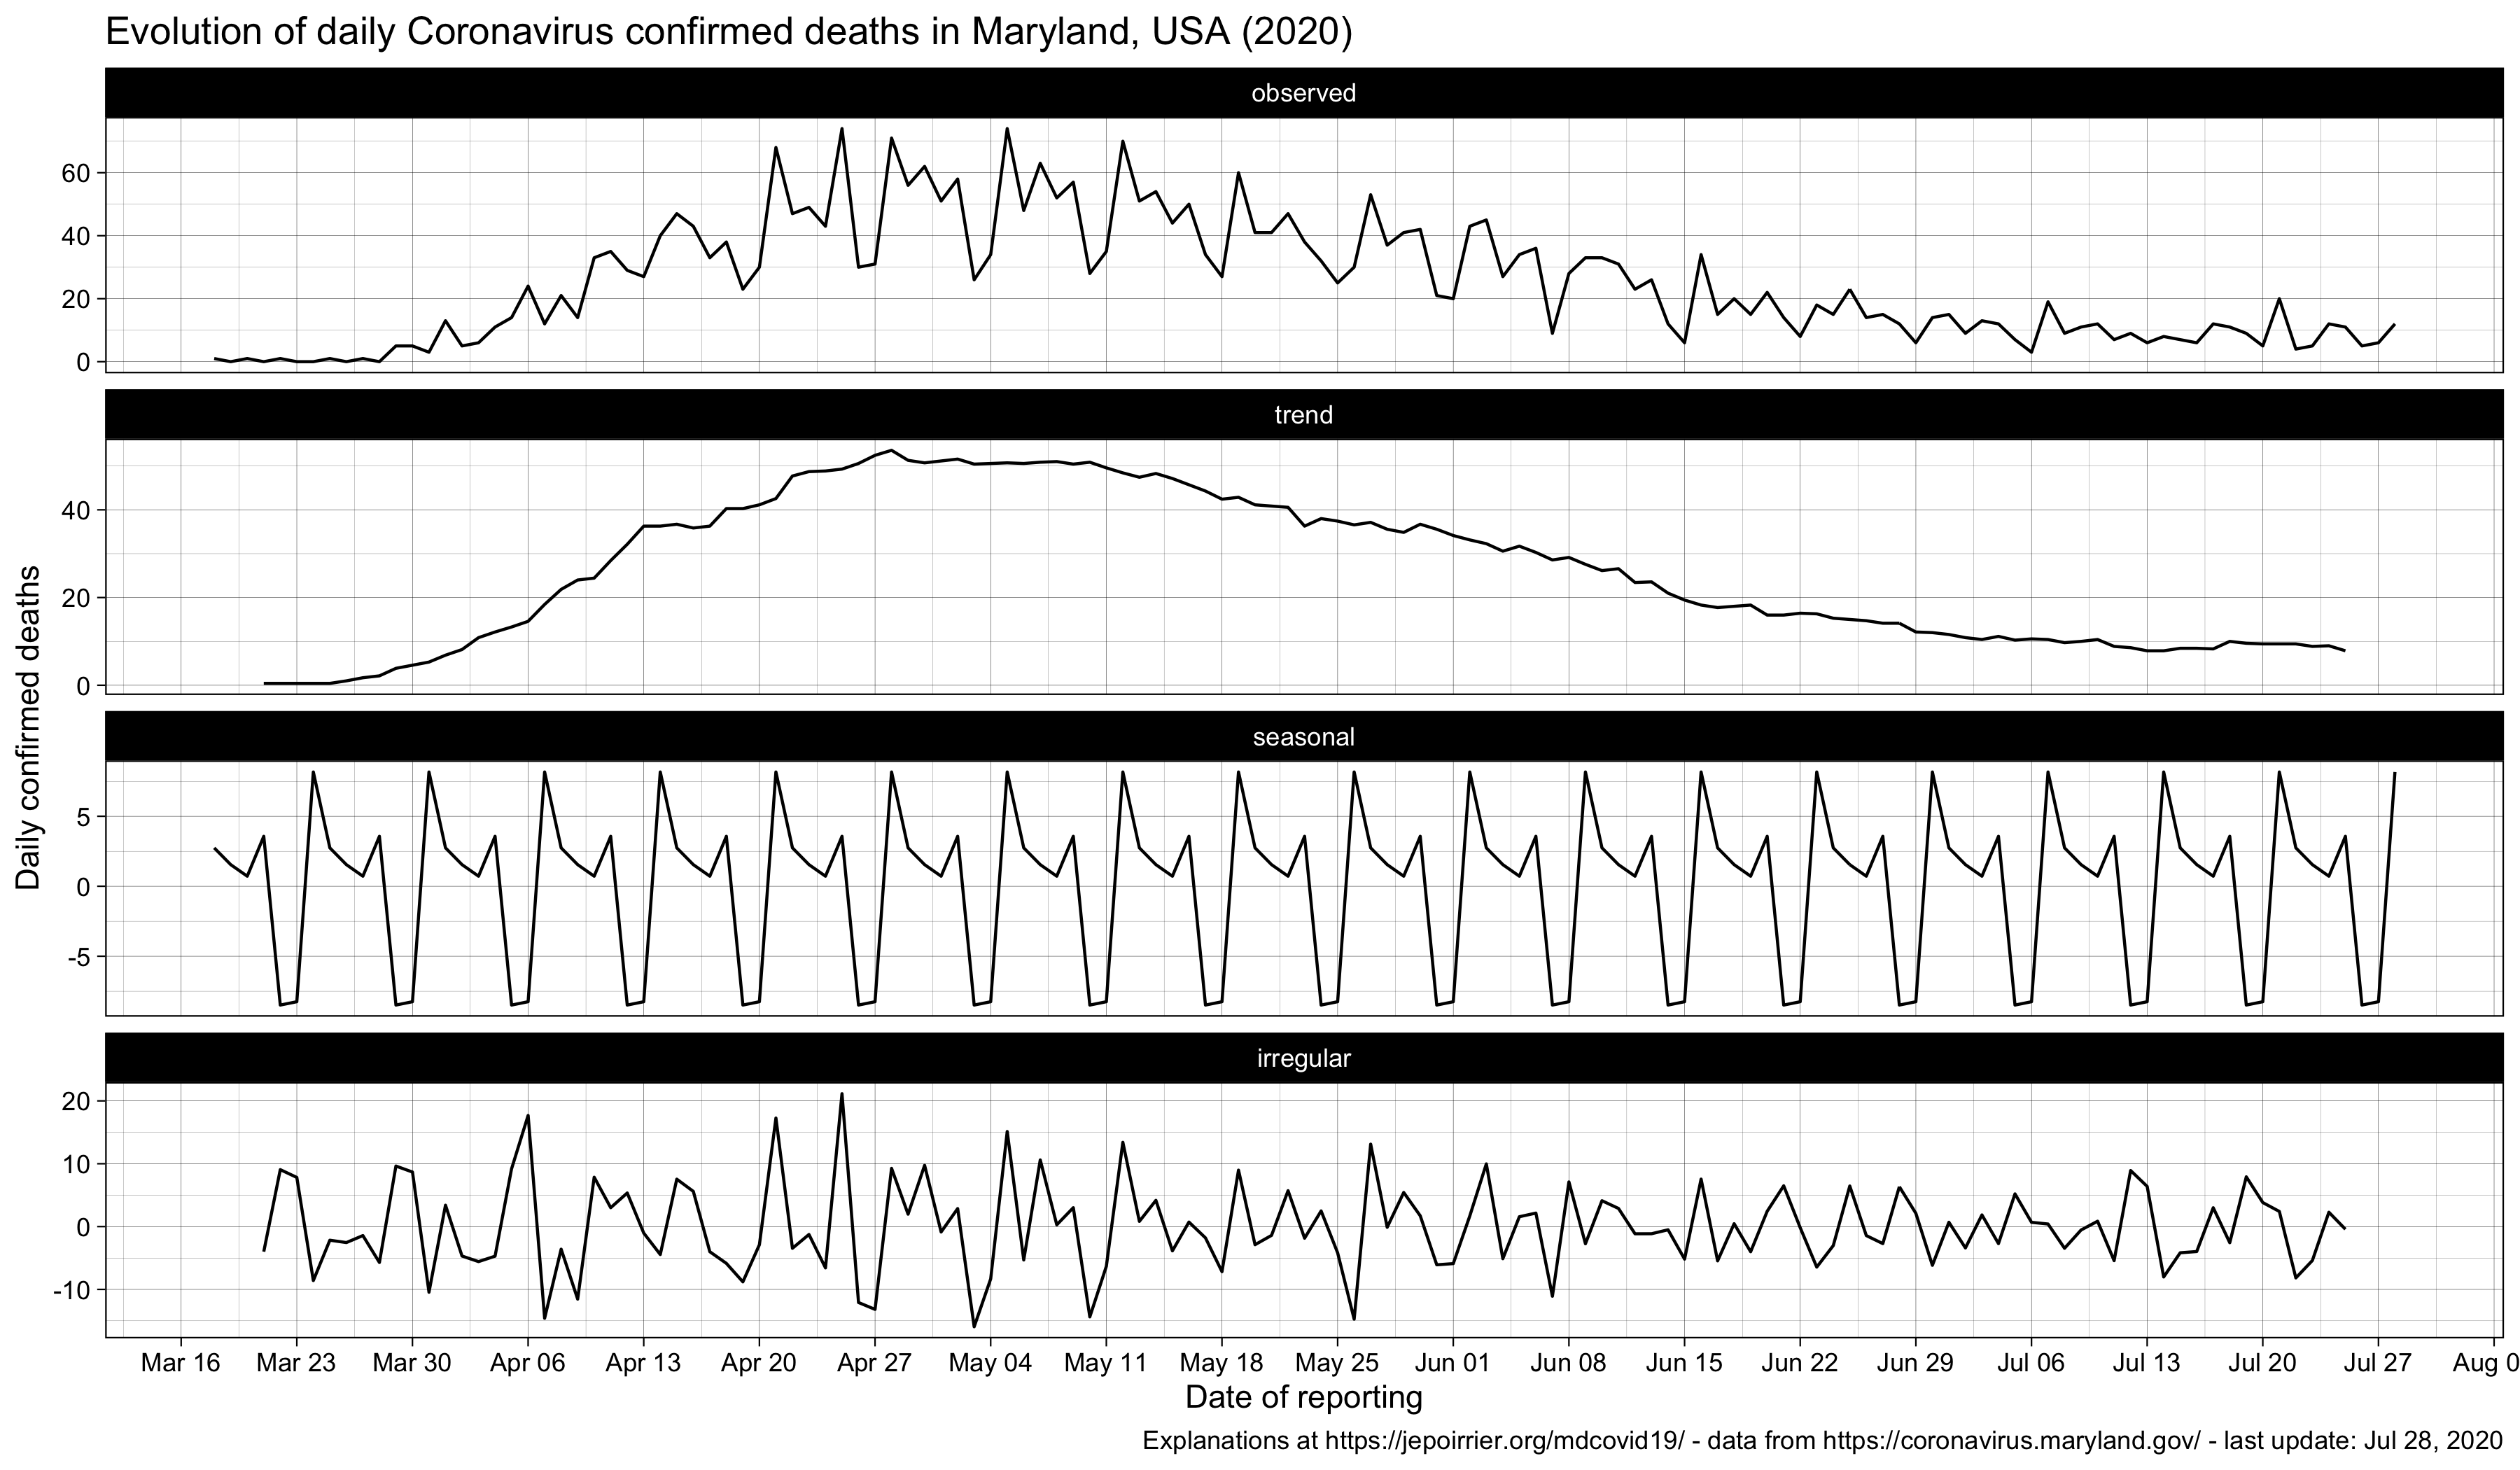 Evolution of daily Coronavirus confirmed deaths in Maryland, USA (2020)
observed
60
40
20
0
trend
40
20
0
seasonal
5
0
-5
irregular
20
10
0
-10
Daily confirmed deaths
Mar 16 Mar 23 Mar 30 Apr 06 Apr 13 Apr 20 Apr 27 May 04 May 11 May 18 May 25 Jun 01 Jun 08 Jun 15 Jun 22 Jun 29 Jul 06 Jul 13 Jul 20 Jul 27 Aug 0
Date of reporting
Explanations at https://jepoirrier.org/mdcovid19/ - data from https://coronavirus.maryland.gov/ - last update: Jul 28, 2020